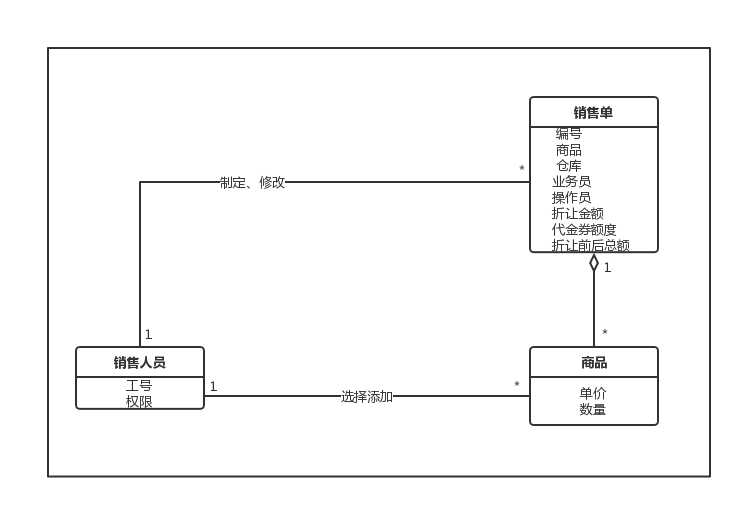 销售单
编号
商品
仓库
业务员
操作员
折让金额
代金券额度
折让前后总额
*
制定、修改
1
*
1
销售人员
工号
权限
1
选择添加
*
商品
单价
数量